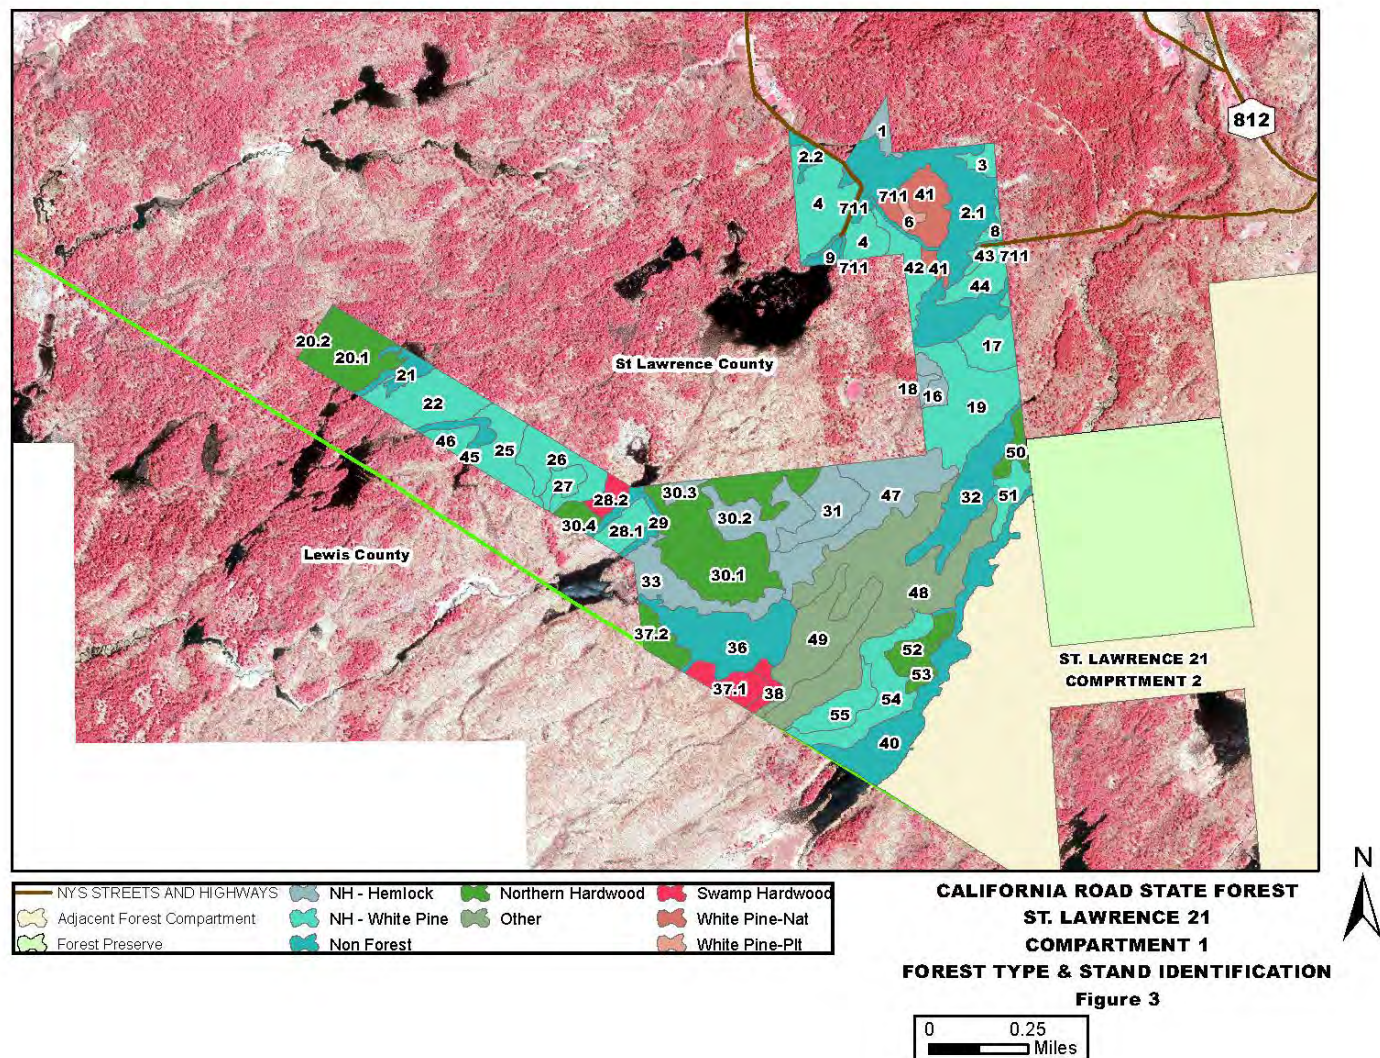 812
1
2.2
3
4
711
711
41
6
2.1
8
4
9
711
42
41
43
711
44
20.2
20.1
21
St Lawrence County
17
18
16
22
19
46
45
25
26
27
28.2
30.4
28.1
29
30.3
30.2
31
47
32
50
51
Lewis County
33
30.1
48
37.2
36
49
52
53
37.1
38
54
55
40
ST. LAWRENCE 21
COMPRTMENT 2
NYS STREETS AND HIGHWAYS
Adjacent Forest Compartment
Forest Preserve
NH - Hemlock
NH - White Pine
Non Forest
Northern Hardwood
Other
Swamp Hardwood
White Pine-Nat
White Pine-Plt
CALIFORNIA ROAD STATE FOREST
ST. LAWRENCE 21
COMPARTMENT 1
FOREST TYPE & STAND IDENTIFICATION
Figure 3
0 0.25
Miles
N